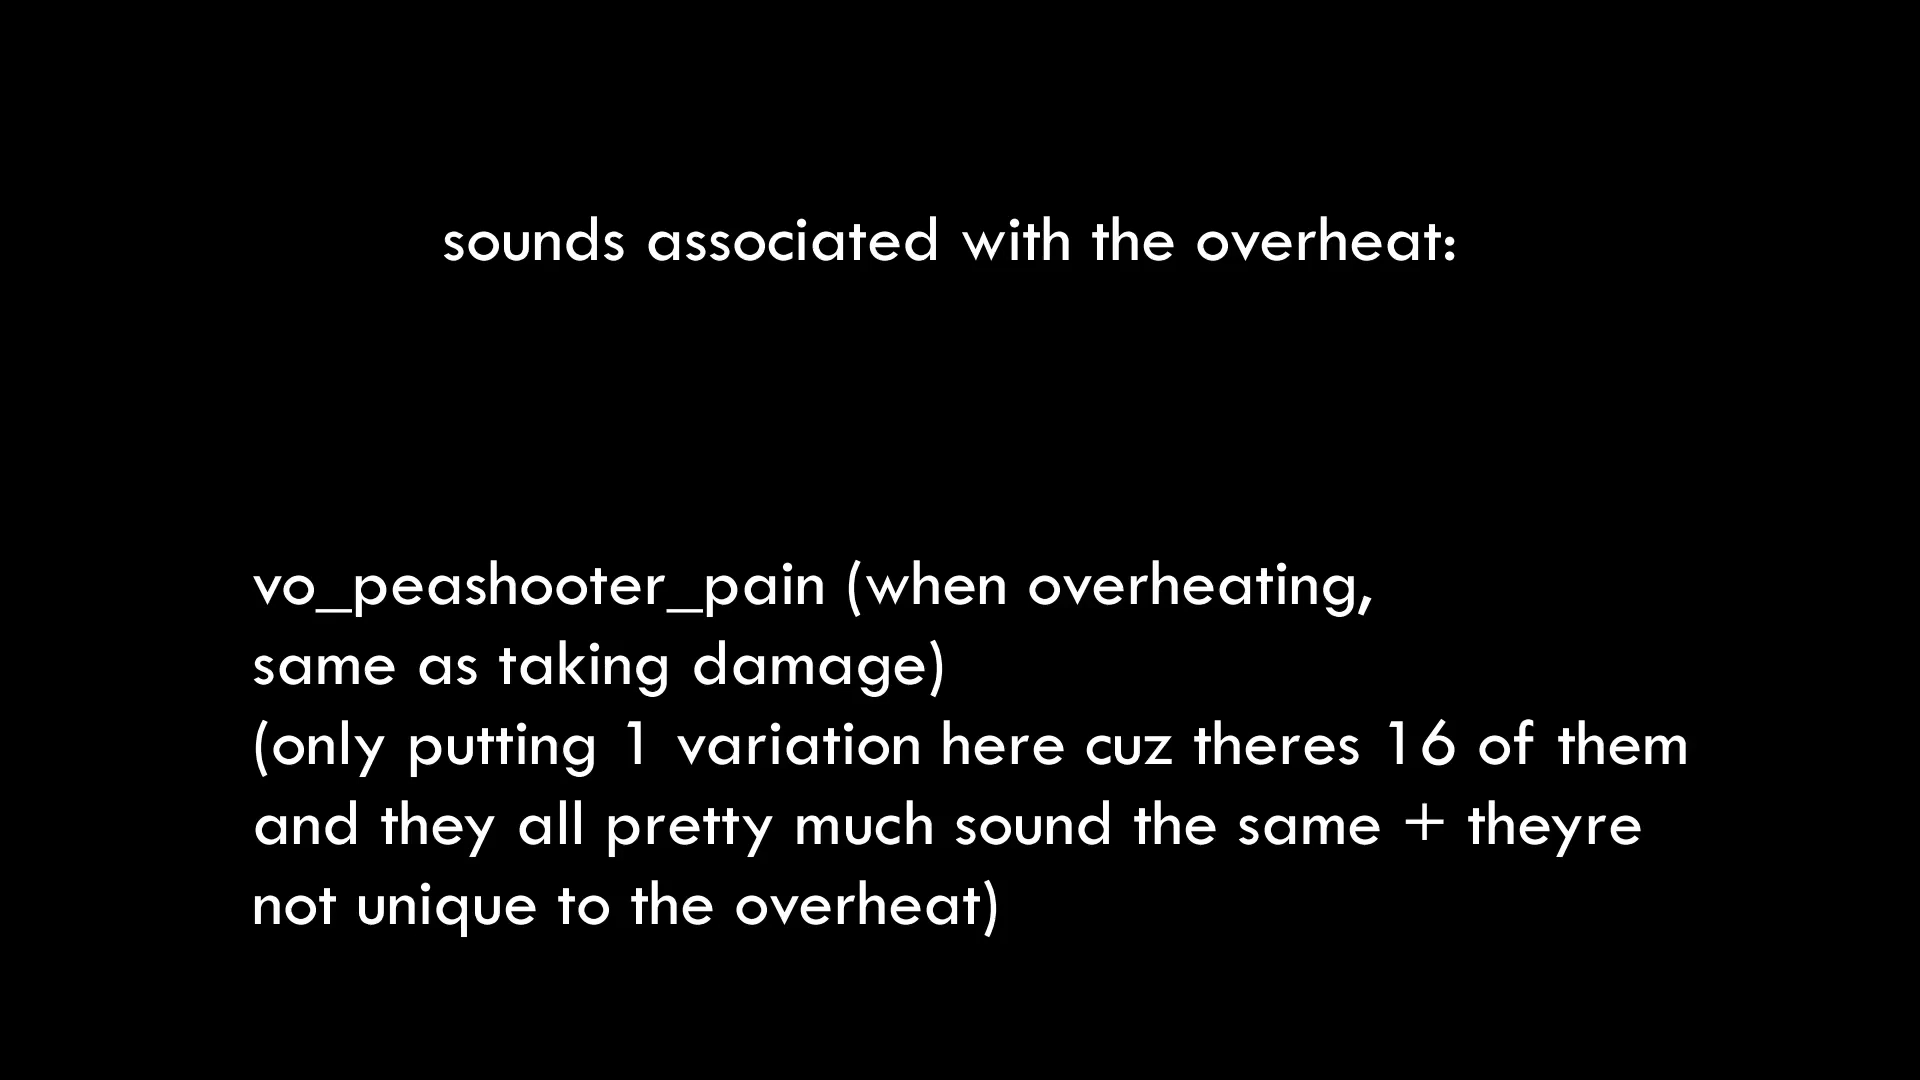 sounds associated with the overheat:
vo_peashooter_pain (when overheating,
same as taking damage)
(only putting 1 variation here cuz theres 16 of them
and they all pretty much sound the same + theyre
not unique to the overheat)